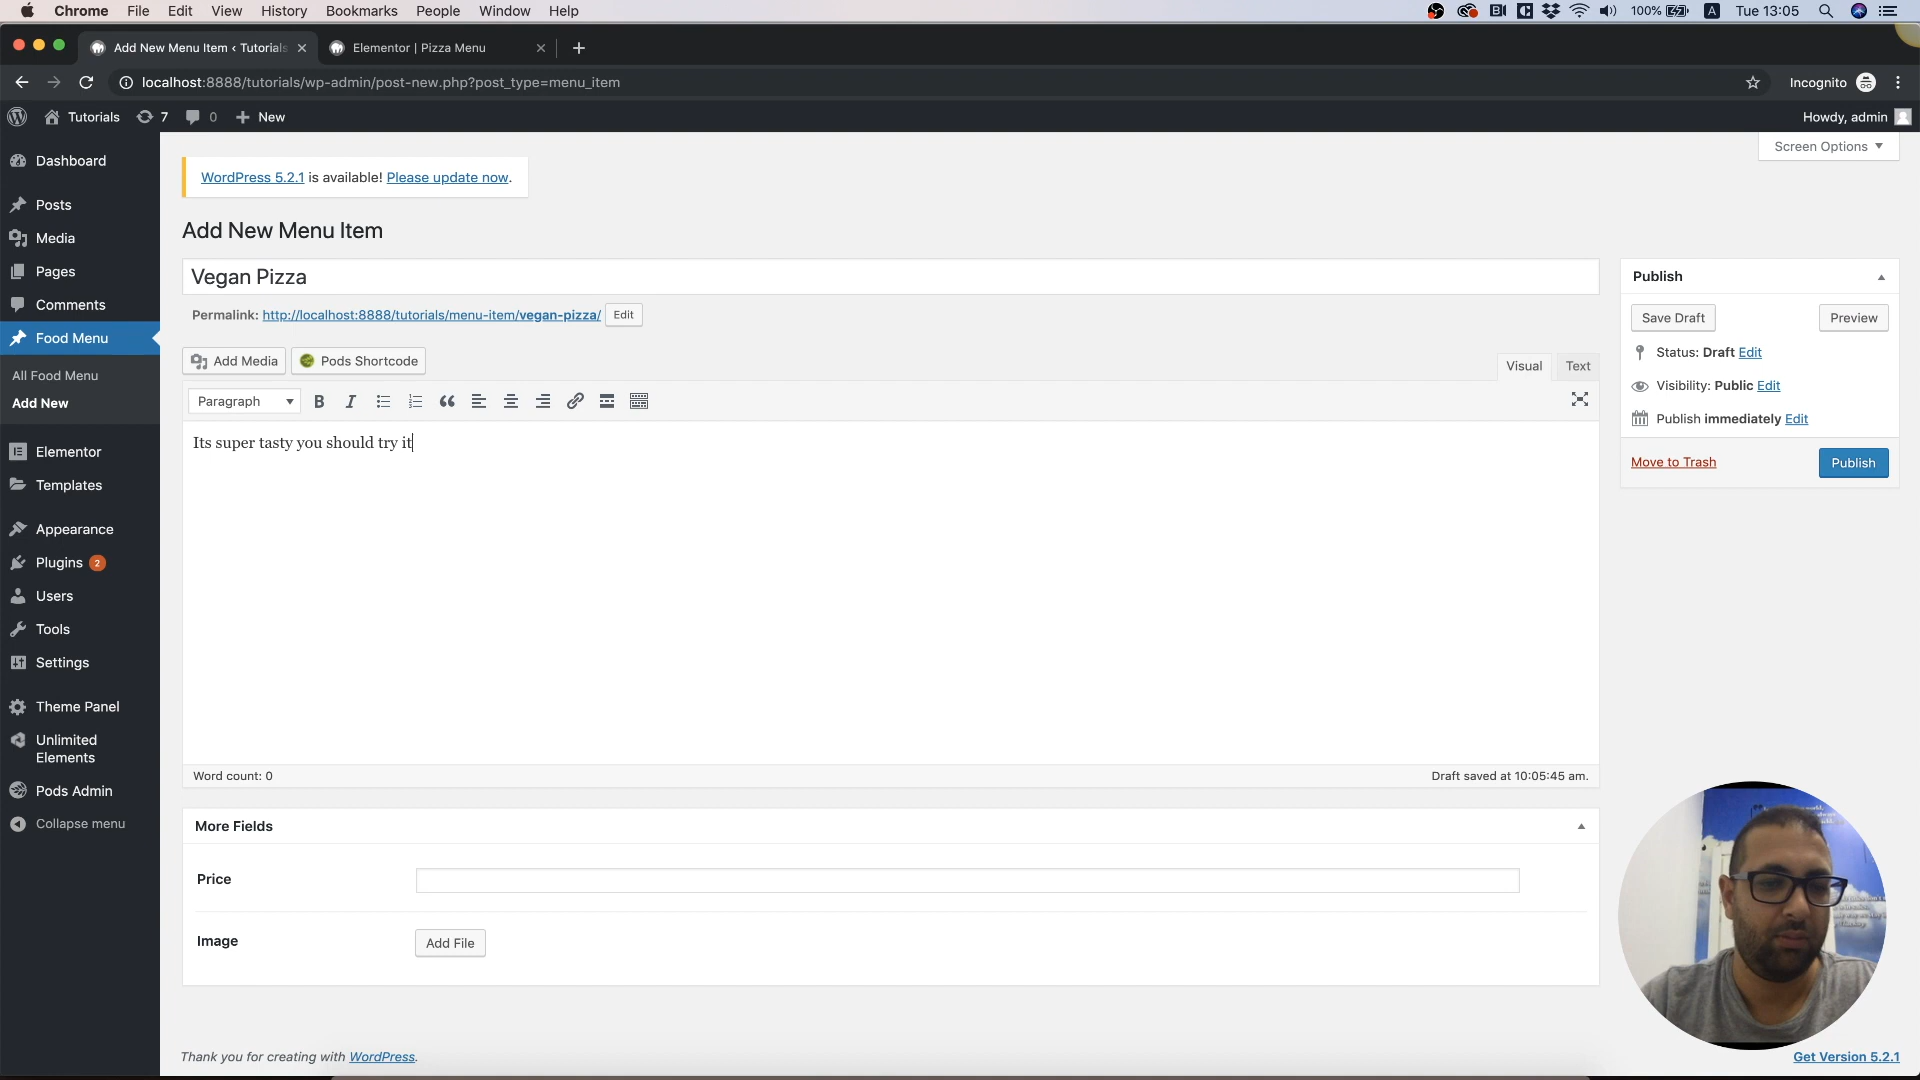 Chrome File Edit View History Bookmarks People Window Help 100% A Tue 13:05
Add New Menu Item ‹ Tutorials Elementor | Pizza Menu
localhost:8888/tutorials/wp-admin/post-new.php?post_type=menu_item Incognito
Tutorials 7 0 New Howdy, admin
Screen Options
Dashboard
Posts
Media
Pages
Comments
Food Menu
All Food Menu
Add New
Elementor
Templates
Appearance
Plugins 2
Users
Tools
Settings
Theme Panel
Unlimited
Elements
Pods Admin
Collapse menu
WordPress 5.2.1 is available! Please update now.
Add New Menu Item
Vegan Pizza
Permalink: http://localhost:8888/tutorials/menu-item/vegan-pizza/ Edit
Add Media Pods Shortcode
Visual Text
Paragraph
Its super tasty you should try it
Word count: 0 Draft saved at 10:05:45 am.
More Fields
Price
Image Add File
Publish
Save Draft Preview
Status: Draft Edit
Visibility: Public Edit
Publish immediately Edit
Move to Trash Publish
Thank you for creating with WordPress. Get Version 5.2.1